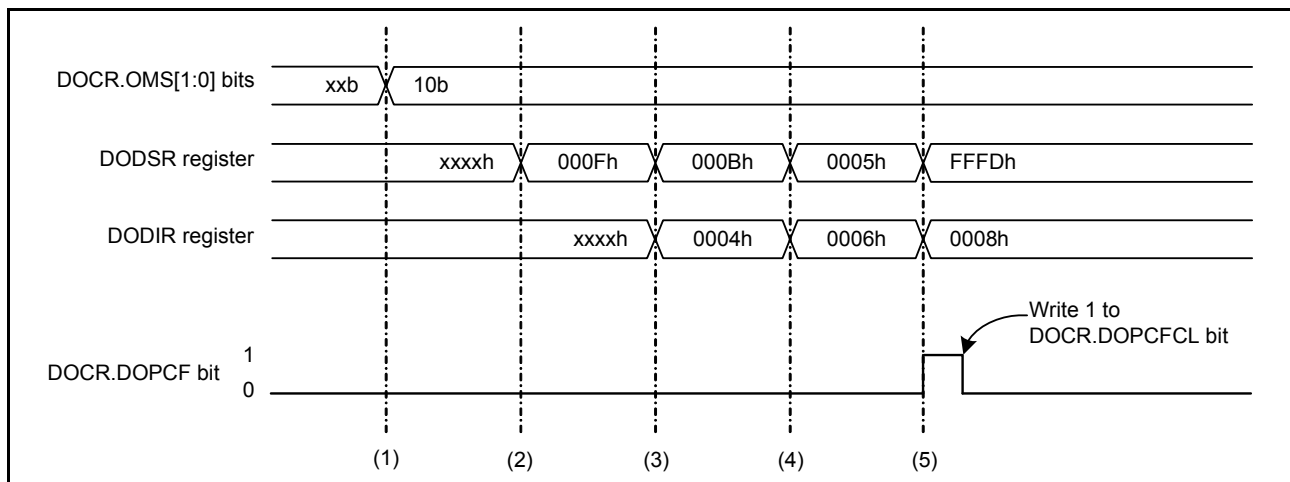 DOCR.OMS[1:0] bits xxb 10b
DODSR register xxxxh 000Fh 000Bh 0005h FFFDh
DODIR register xxxxh 0004h 0006h 0008h
Write 1 to
DOCR.DOPCFCL bit
1
DOCR.DOPCF bit
0
(1) (2) (3) (4) (5)